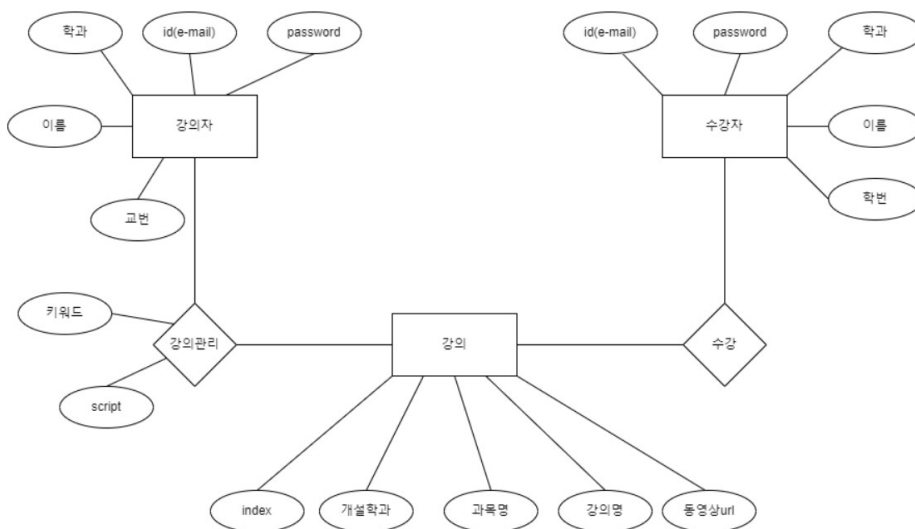 학과
id(e-mail)
password
id(e-mail)
password
학과
이름
강의자
수강자
이름
교번
학번
키워드
강의관리
강의
수강
script
index
개설학과
과목명
강의명
동영상url